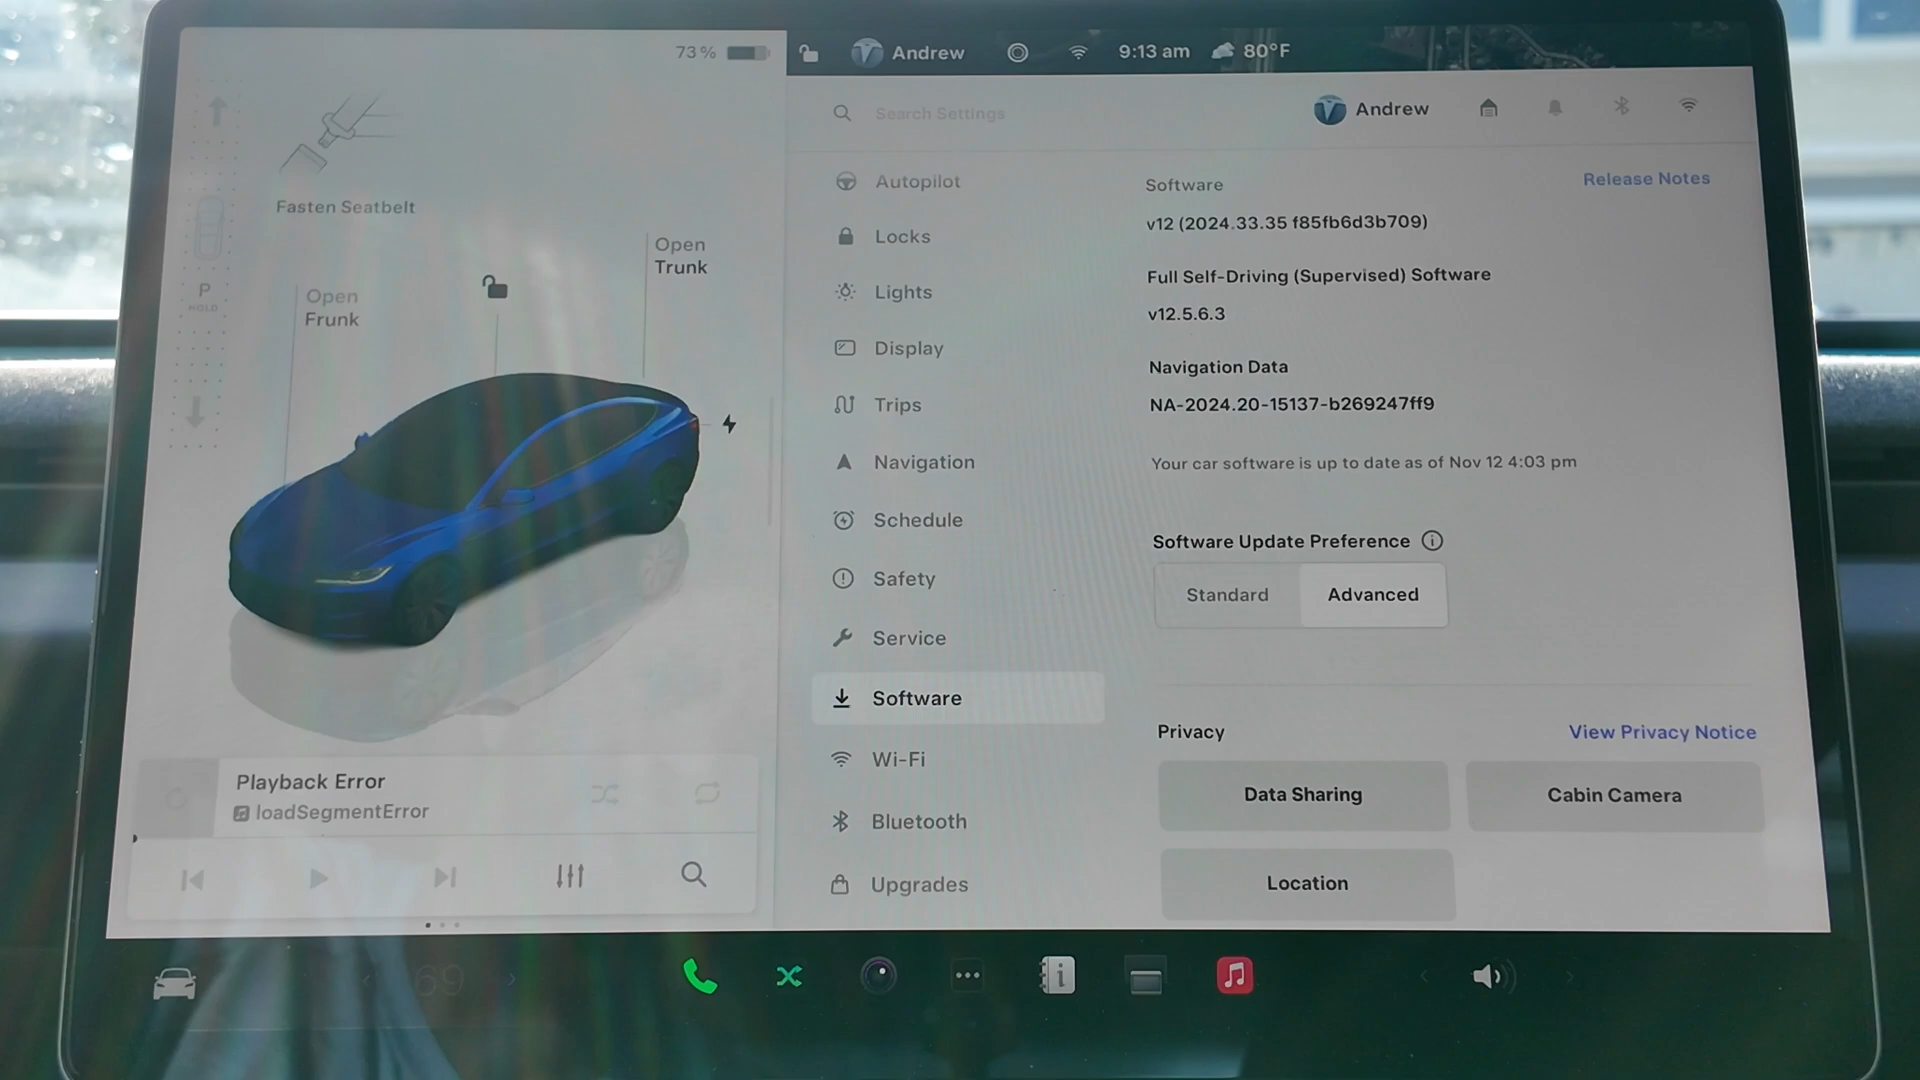 73%
Andrew
9:13 am
80°F
Fasten Seatbelt
P
HOLD
Open
Frunk
Open
Trunk
Playback Error
loadSegmentError
Search Settings
Andrew
Autopilot
Locks
Lights
Display
Trips
Navigation
Schedule
Safety
Service
Software
Wi-Fi
Bluetooth
Upgrades
Software
Release Notes
v12 (2024.33.35 f85fb6d3b709)
Full Self-Driving (Supervised) Software
v12.5.6.3
Navigation Data
NA-2024.20-15137-b269247ff9
Your car software is up to date as of Nov 12 4:03 pm
Software Update Preference
Standard
Advanced
Privacy
View Privacy Notice
Data Sharing
Cabin Camera
Location
69